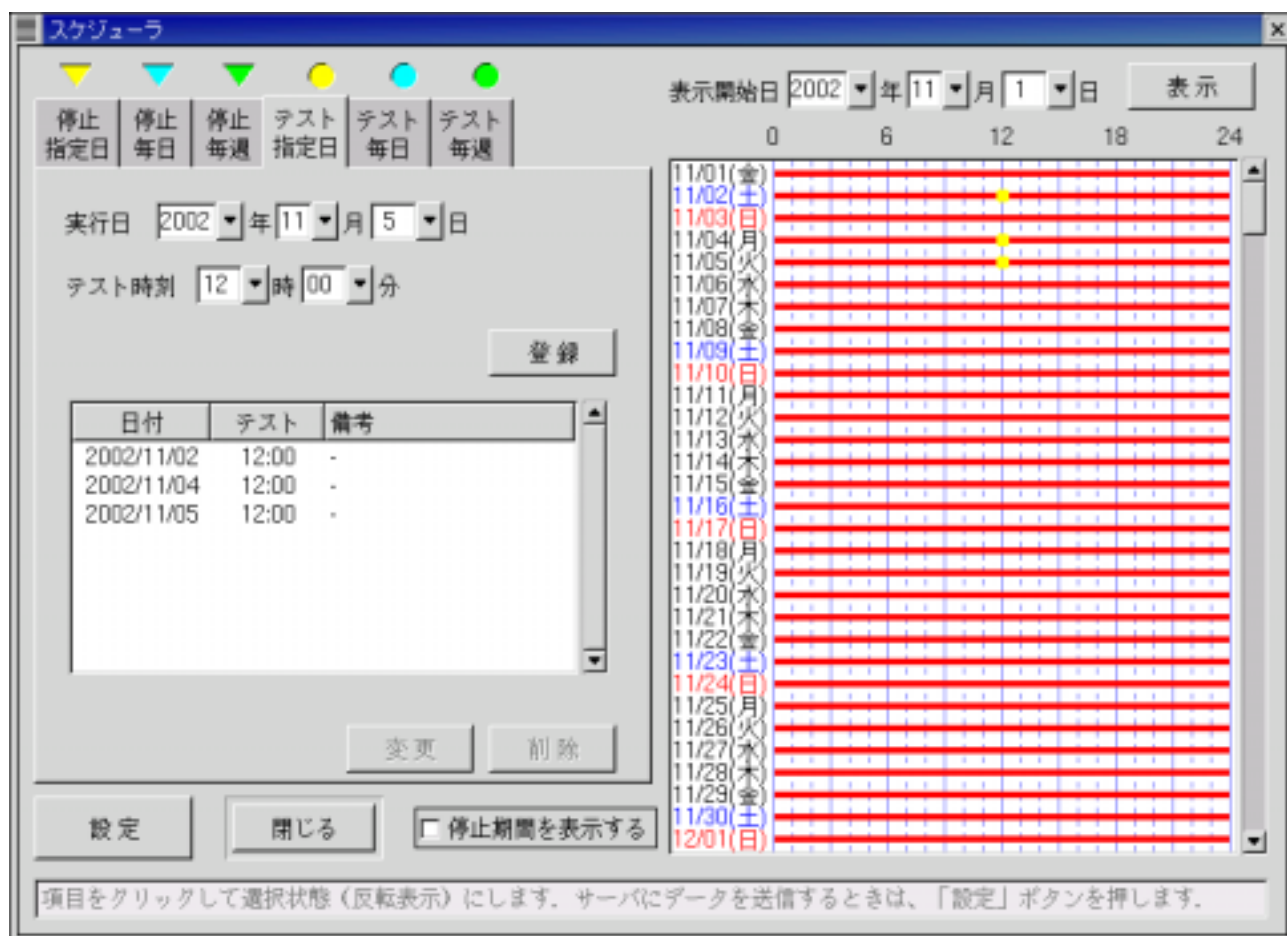 スケジューラ
停止指定日
停止毎日
停止毎週
テスト指定日
テスト毎日
テスト毎週
実行日 2002 年 11 月 5 日
テスト時刻 12 時 00 分
登録
日付 テスト 備考
2002/11/02 12:00 -
2002/11/04 12:00 -
2002/11/05 12:00 -
変更 削除
設定 閉じる 停止期間を表示する
表示開始日 2002 年 11 月 1 日 表示
0 6 12 18 24
11/01(金)
11/02(土)
11/03(日)
11/04(月)
11/05(火)
11/06(水)
11/07(木)
11/08(金)
11/09(土)
11/10(日)
11/11(月)
11/12(火)
11/13(水)
11/14(木)
11/15(金)
11/16(土)
11/17(日)
11/18(月)
11/19(火)
11/20(水)
11/21(木)
11/22(金)
11/23(土)
11/24(日)
11/25(月)
11/26(火)
11/27(水)
11/28(木)
11/29(金)
11/30(土)
12/01(日)
項目をクリックして選択状態（反転表示）にします．サーバにデータを送信するときは、「設定」ボタンを押します．